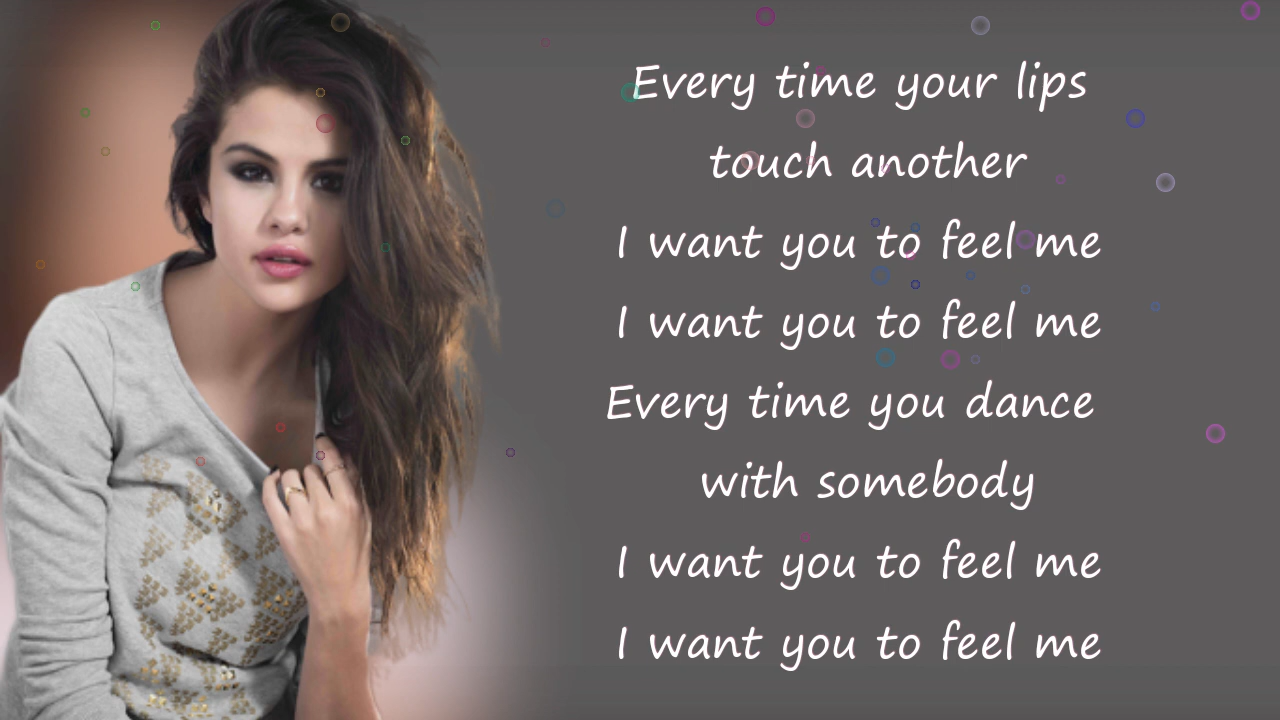 Every time your lips
touch another
I want you to feel me
I want you to feel me
Every time you dance
with somebody
I want you to feel me
I want you to feel me